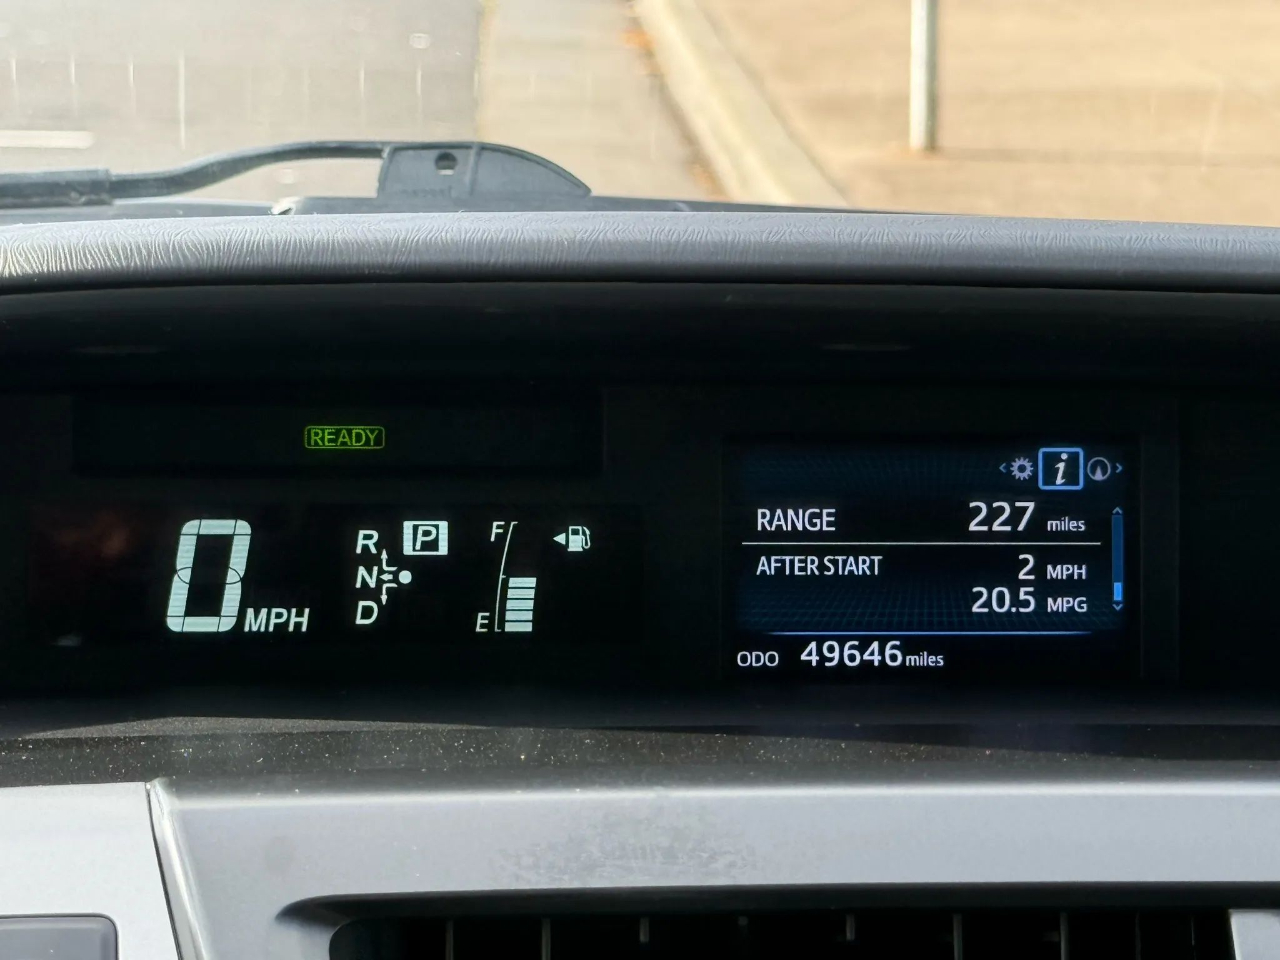 READY
0 MPH
R P
N
D
F
E
i
RANGE 227 miles
AFTER START 2 MPH
20.5 MPG
ODO 49646 miles